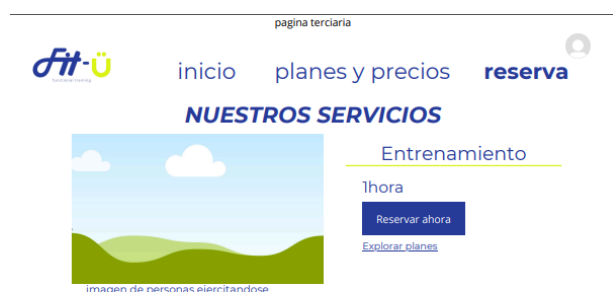 pagina terciaria
Fit-Ü
inicio planes y precios reserva
NUESTROS SERVICIOS
Entrenamiento
1hora
Reservar ahora
Explorar planes
imagen de personas ejercitandose